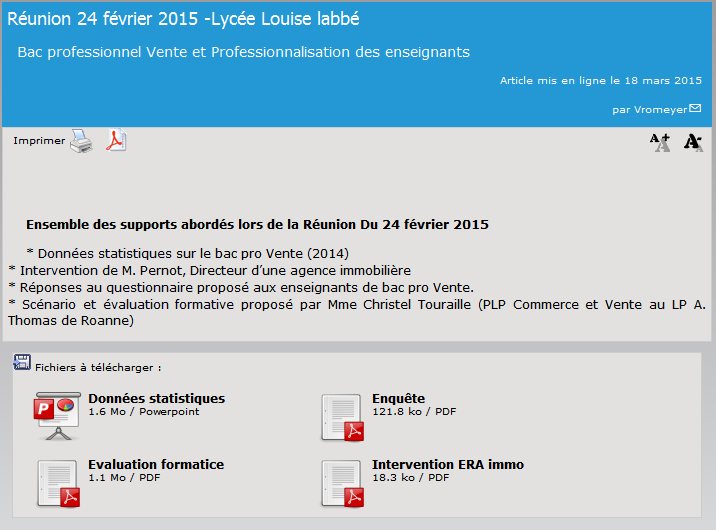 Réunion 24 février 2015 -Lycée Louise labbé
Bac professionnel Vente et Professionnalisation des enseignants
Article mis en ligne le 18 mars 2015
par Vromeyer
Imprimer
A+ A-
Ensemble des supports abordés lors de la Réunion Du 24 février 2015
* Données statistiques sur le bac pro Vente (2014)
* Intervention de M. Pernot, Directeur d'une agence immobilière
* Réponses au questionnaire proposé aux enseignants de bac pro Vente.
* Scénario et évaluation formative proposé par Mme Christel Touraille (PLP Commerce et Vente au LP A.
Thomas de Roanne)
Fichiers à télécharger :
Données statistiques
1.6 Mo / Powerpoint
Enquête
121.8 ko / PDF
Evaluation formatice
1.1 Mo / PDF
Intervention ERA immo
18.3 ko / PDF